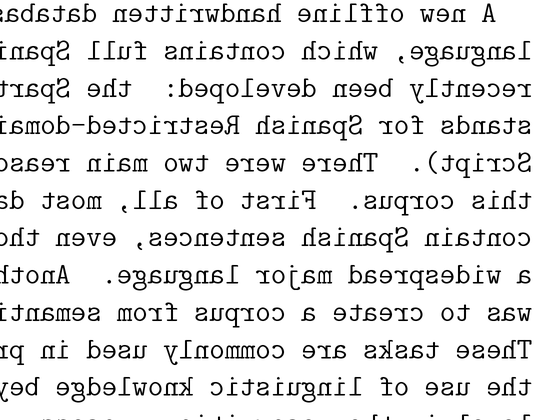 A new offline handwritten databas
language, which contains full Spani
recently been developed: the Spart
stands for Spanish Restricted-domai
Script). There were two main reaso
this corpus. First of all, most da
contain Spanish sentences, even tho
a widespread major language. Anoth
was to create a corpus from semanti
These tasks are commonly used in pr
the use of linguistic knowledge bey